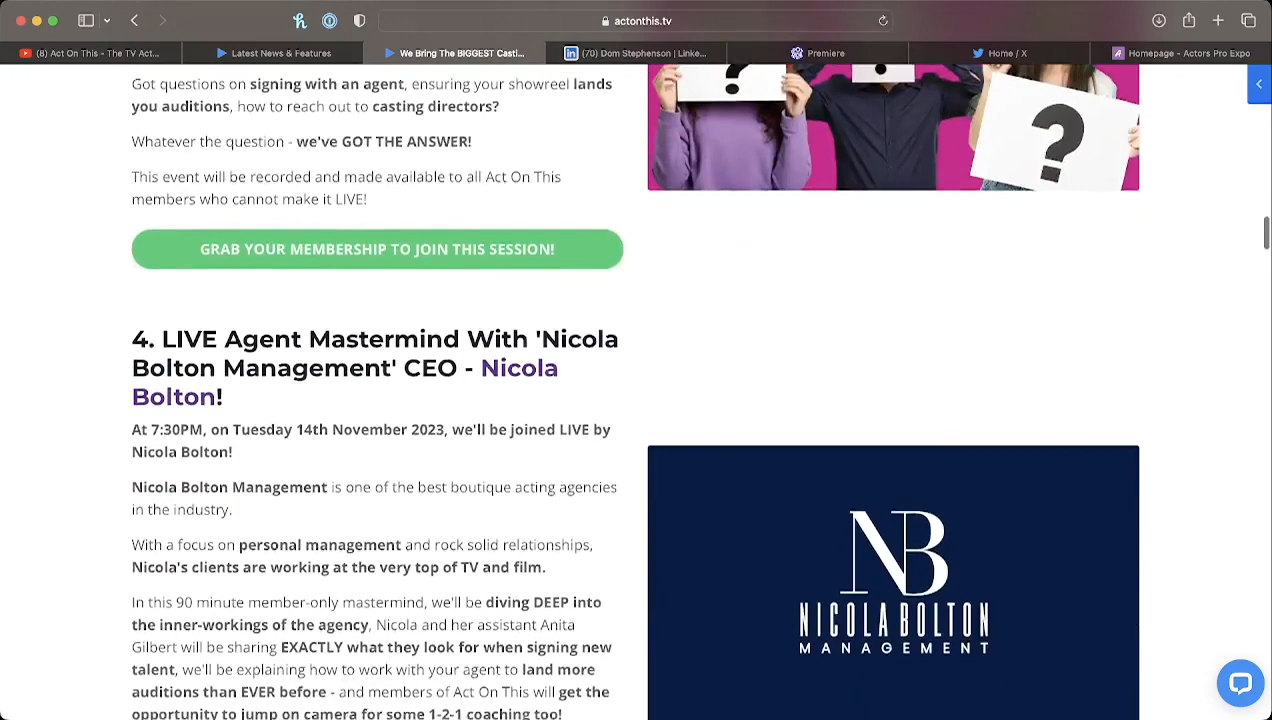 actonthis.tv
(8) Act On This - The TV Act...
Latest News & Features
We Bring The BIGGEST Casti...
(70) Dom Stephenson | Linke...
Premiere
Home / X
Homepage - Actors Pro Expo
Got questions on signing with an agent, ensuring your showreel lands
you auditions, how to reach out to casting directors?
Whatever the question - we've GOT THE ANSWER!
This event will be recorded and made available to all Act On This
members who cannot make it LIVE!
GRAB YOUR MEMBERSHIP TO JOIN THIS SESSION!
?
?
4. LIVE Agent Mastermind With 'Nicola
Bolton Management' CEO - Nicola
Bolton!
At 7:30PM, on Tuesday 14th November 2023, we'll be joined LIVE by
Nicola Bolton!
Nicola Bolton Management is one of the best boutique acting agencies
in the industry.
With a focus on personal management and rock solid relationships,
Nicola's clients are working at the very top of TV and film.
In this 90 minute member-only mastermind, we'll be diving DEEP into
the inner-workings of the agency, Nicola and her assistant Anita
Gilbert will be sharing EXACTLY what they look for when signing new
talent, we'll be explaining how to work with your agent to land more
auditions than EVER before - and members of Act On This will get the
opportunity to jump on camera for some 1-2-1 coaching too!
NB
NICOLA BOLTON
MANAGEMENT